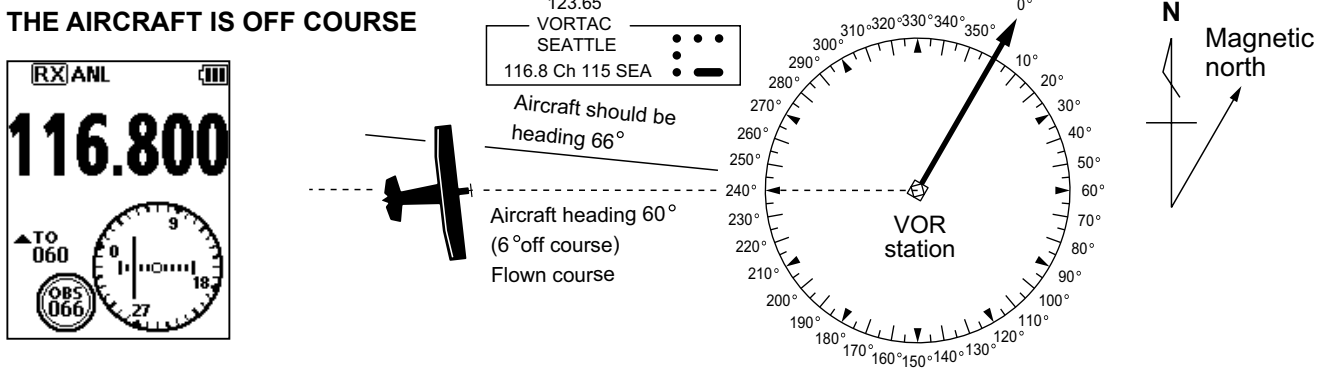 THE AIRCRAFT IS OFF COURSE
RX ANL
116.800
TO
060
OBS
066
0
9
18
27
123.65
VORTAC
SEATTLE
116.8 Ch 115 SEA
Aircraft should be
heading 66°
Aircraft heading 60°
(6°off course)
Flown course
VOR
station
0°
10°
20°
30°
40°
50°
60°
70°
80°
90°
100°
110°
120°
130°
140°
150°
160°
170°
180°
190°
200°
210°
220°
230°
240°
250°
260°
270°
280°
290°
300°
310°
320°
330°
340°
350°
N
Magnetic
north